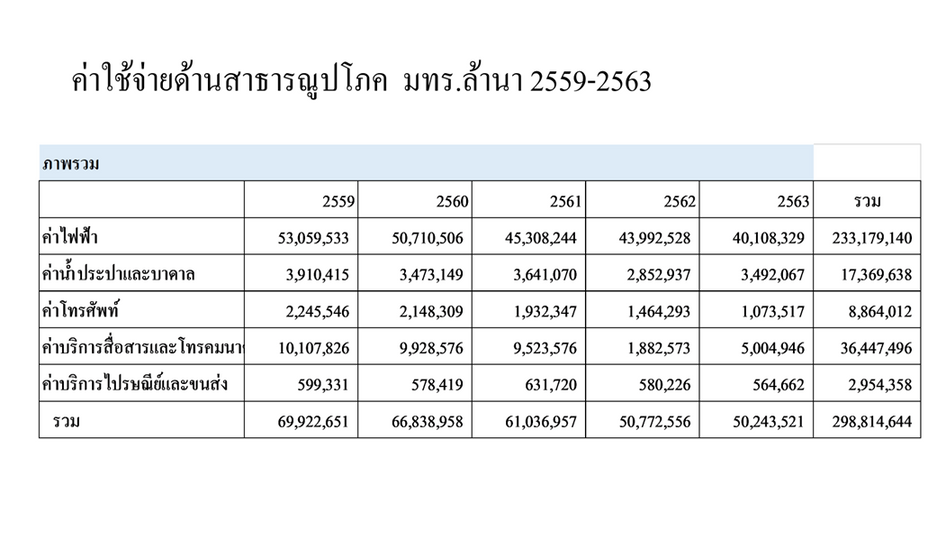 ค่าใช้จ่ายด้านสาธารณูปโภค มทร.ล้านนา 2559-2563
ภาพรวม
2559 2560 2561 2562 2563 รวม
ค่าไฟฟ้า 53,059,533 50,710,506 45,308,244 43,992,528 40,108,329 233,179,140
ค่าน้ำประปาและบาดาล 3,910,415 3,473,149 3,641,070 2,852,937 3,492,067 17,369,638
ค่าโทรศัพท์ 2,245,546 2,148,309 1,932,347 1,464,293 1,073,517 8,864,012
ค่าบริการสื่อสารและโทรคมนา 10,107,826 9,928,576 9,523,576 1,882,573 5,004,946 36,447,496
ค่าบริการไปรษณีย์และขนส่ง 599,331 578,419 631,720 580,226 564,662 2,954,358
รวม 69,922,651 66,838,958 61,036,957 50,772,556 50,243,521 298,814,644